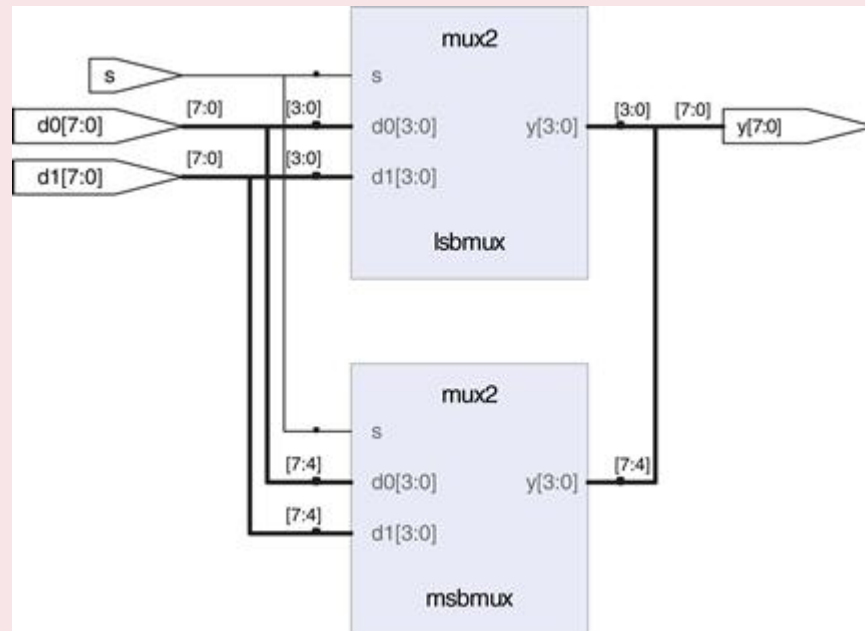 mux2
s
s
[7:0]
[3:0]
[3:0]
[7:0]
d0[7:0]
d0[3:0]
y[3:0]
y[7:0]
[7:0]
[3:0]
d1[7:0]
d1[3:0]
lsbmux
mux2
s
[7:4]
[7:4]
d0[3:0]
y[3:0]
[7:4]
d1[3:0]
msbmux